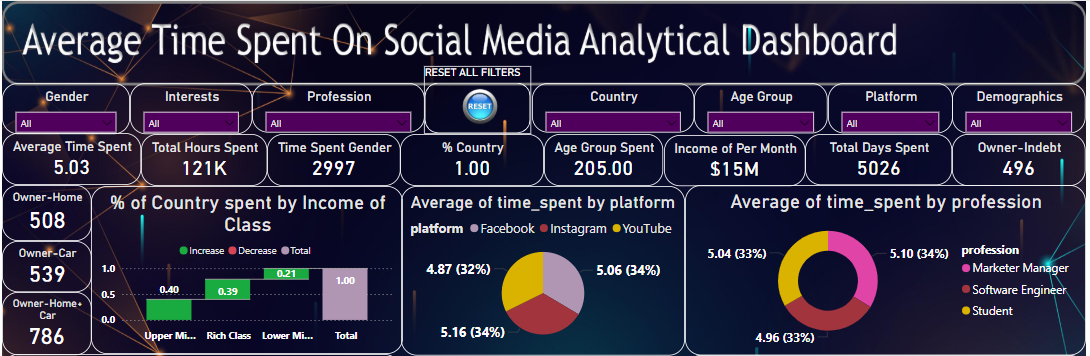 Average Time Spent On Social Media Analytical Dashboard
RESET ALL FILTERS
Gender
Interests
Profession
RESET
Country
Age Group
Platform
Demographics
All
All
All
All
All
All
All
Average Time Spent
5.03
Total Hours Spent
121K
Time Spent Gender
2997
% Country
1.00
Age Group Spent
205.00
Income of Per Month
$15M
Total Days Spent
5026
Owner-Indebt
496
Owner-Home
508
Owner-Car
539
Owner-Home+
Car
786
% of Country spent by Income of
Class
Increase Decrease Total
1.0
0.5
0.0
0.40
0.39
0.21
1.00
Upper Mi...
Rich Class
Lower Mi...
Total
Average of time_spent by platform
platform Facebook Instagram YouTube
4.87 (32%)
5.06 (34%)
5.16 (34%)
Average of time_spent by profession
5.04 (33%)
5.10 (34%)
4.96 (33%)
profession
Marketer Manager
Software Engineer
Student